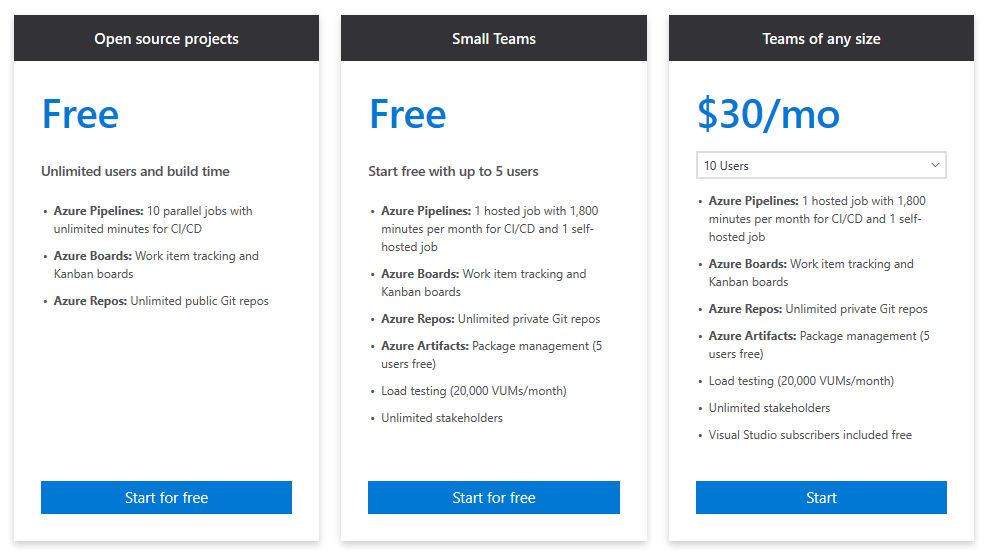 Open source projects
Free
Unlimited users and build time
• Azure Pipelines: 10 parallel jobs with
unlimited minutes for CI/CD
• Azure Boards: Work item tracking and
Kanban boards
• Azure Repos: Unlimited public Git repos
Start for free
Small Teams
Free
Start free with up to 5 users
• Azure Pipelines: 1 hosted job with 1,800
minutes per month for CI/CD and 1 self-
hosted job
• Azure Boards: Work item tracking and
Kanban boards
• Azure Repos: Unlimited private Git repos
• Azure Artifacts: Package management (5
users free)
• Load testing (20,000 VUMs/month)
• Unlimited stakeholders
Start for free
Teams of any size
$30/mo
10 Users
• Azure Pipelines: 1 hosted job with 1,800
minutes per month for CI/CD and 1 self-
hosted job
• Azure Boards: Work item tracking and
Kanban boards
• Azure Repos: Unlimited private Git repos
• Azure Artifacts: Package management (5
users free)
• Load testing (20,000 VUMs/month)
• Unlimited stakeholders
• Visual Studio subscribers included free
Start